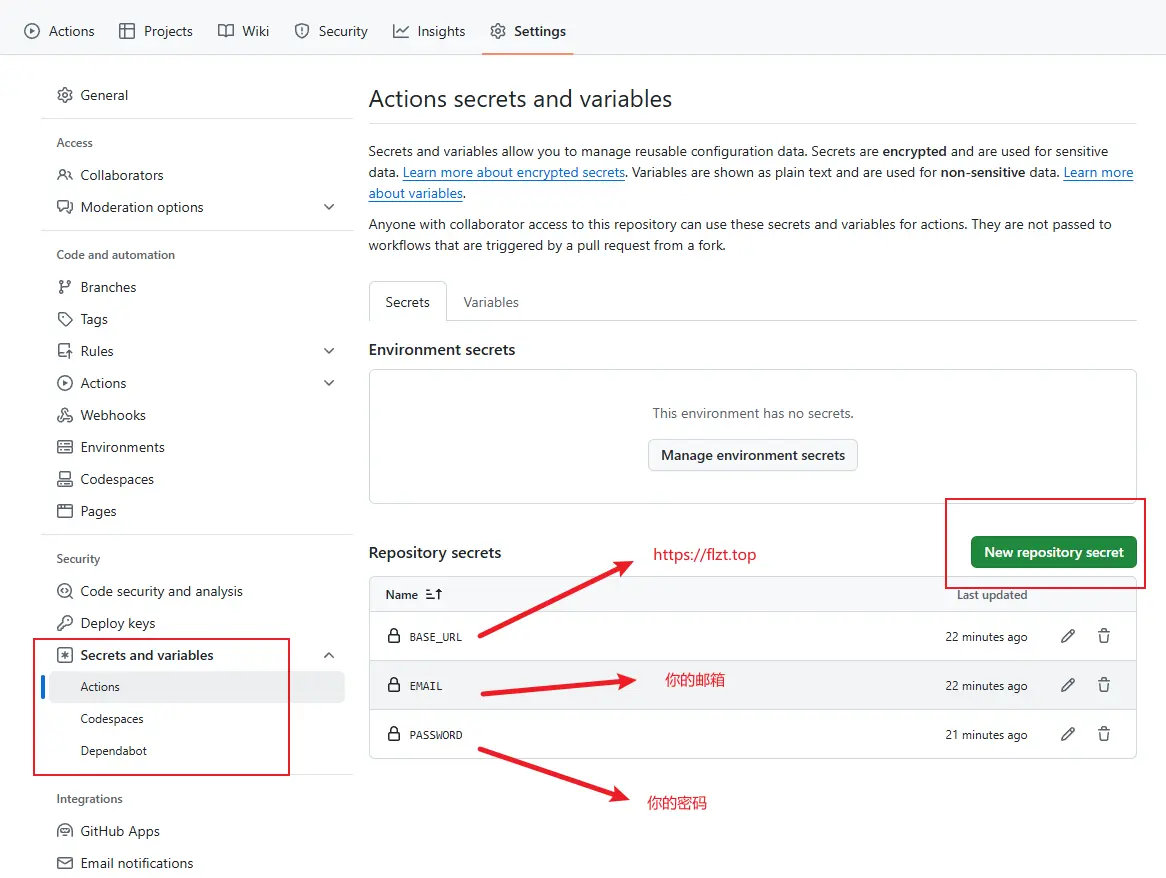 Actions Projects Wiki Security Insights Settings
General
Access
Collaborators
Moderation options
Code and automation
Branches
Tags
Rules
Actions
Webhooks
Environments
Codespaces
Pages
Security
Code security and analysis
Deploy keys
Secrets and variables
Actions
Codespaces
Dependabot
Integrations
GitHub Apps
Email notifications
Actions secrets and variables
Secrets and variables allow you to manage reusable configuration data. Secrets are encrypted and are used for sensitive
data. Learn more about encrypted secrets. Variables are shown as plain text and are used for non-sensitive data. Learn more
about variables.
Anyone with collaborator access to this repository can use these secrets and variables for actions. They are not passed to
workflows that are triggered by a pull request from a fork.
Secrets Variables
Environment secrets
This environment has no secrets.
Manage environment secrets
Repository secrets
https://flzt.top
New repository secret
Name Last updated
BASE_URL 22 minutes ago
EMAIL 你的邮箱 22 minutes ago
PASSWORD 21 minutes ago
你的密码